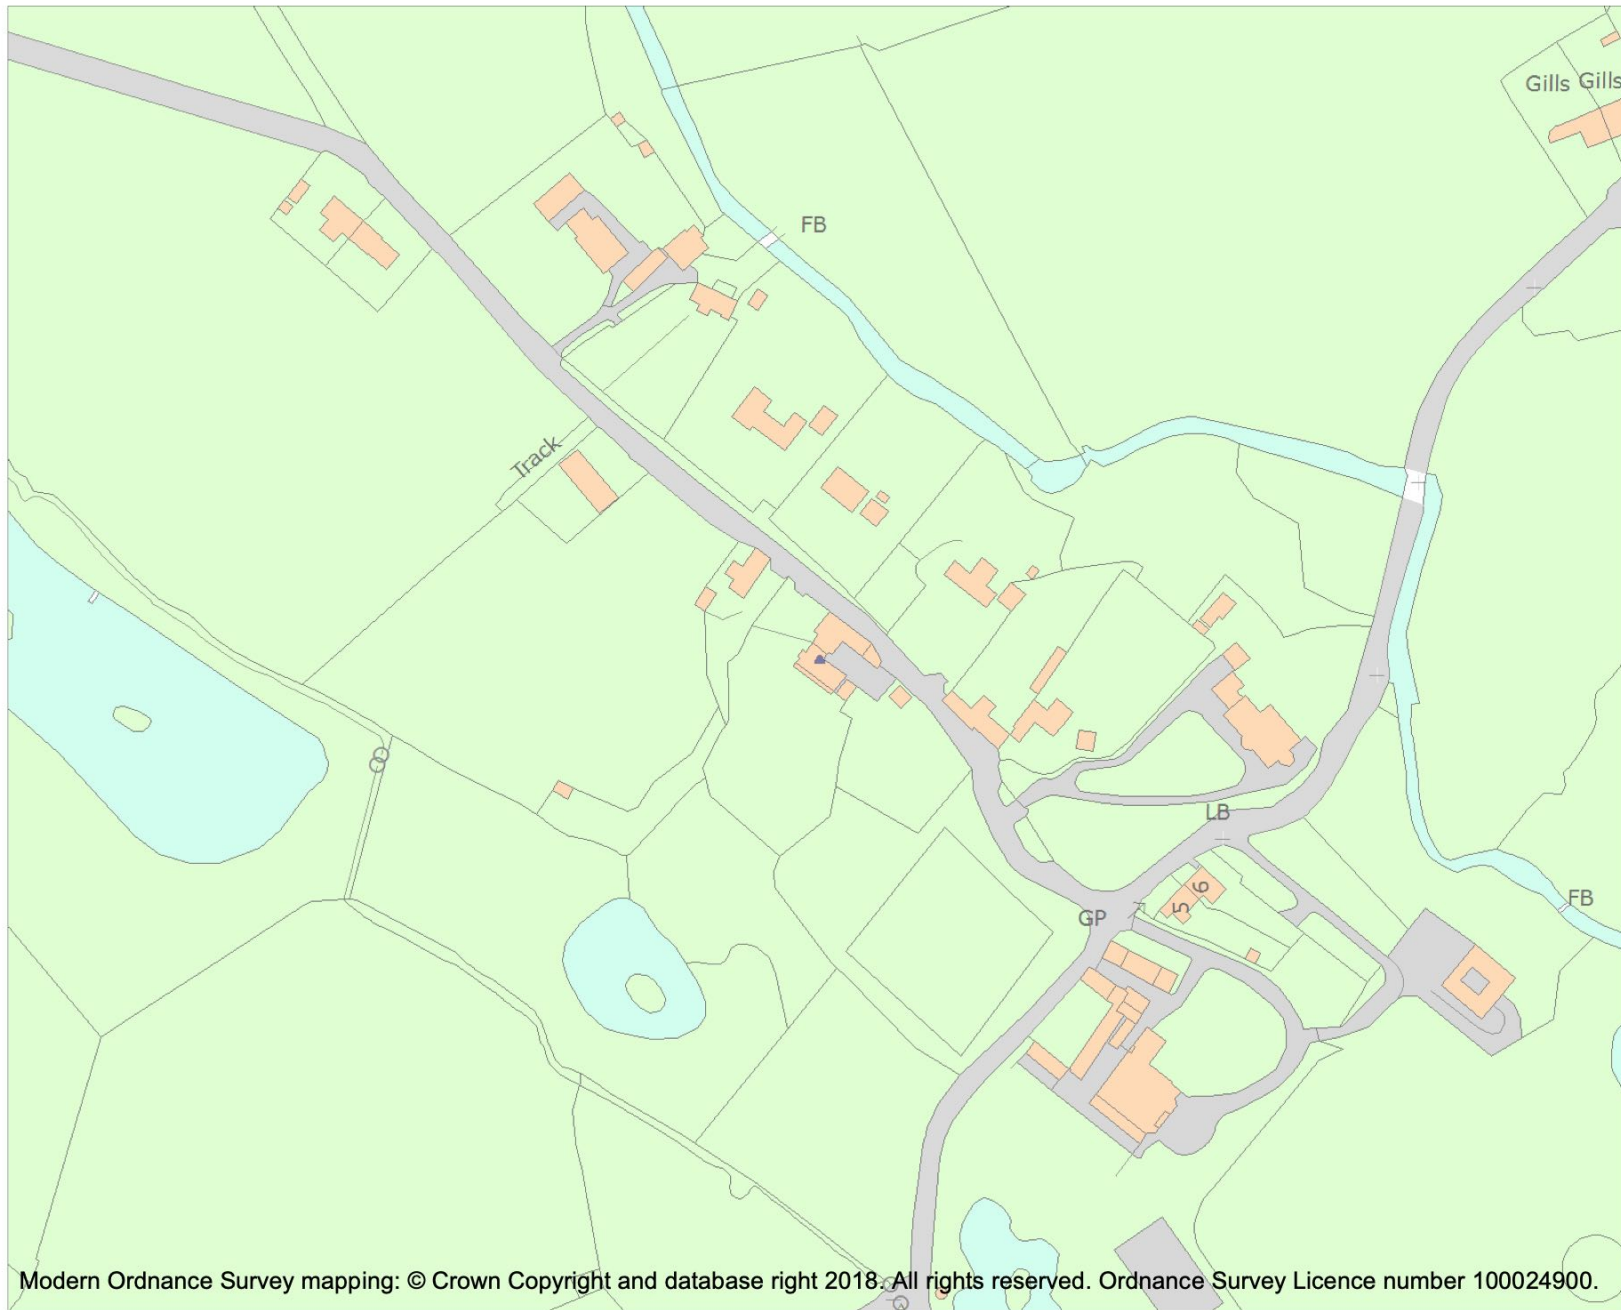 Gills Gills
FB
Track
LB
6
5
FB
GP
Modern Ordnance Survey mapping: © Crown Copyright and database right 2018. All rights reserved. Ordnance Survey Licence number 100024900.